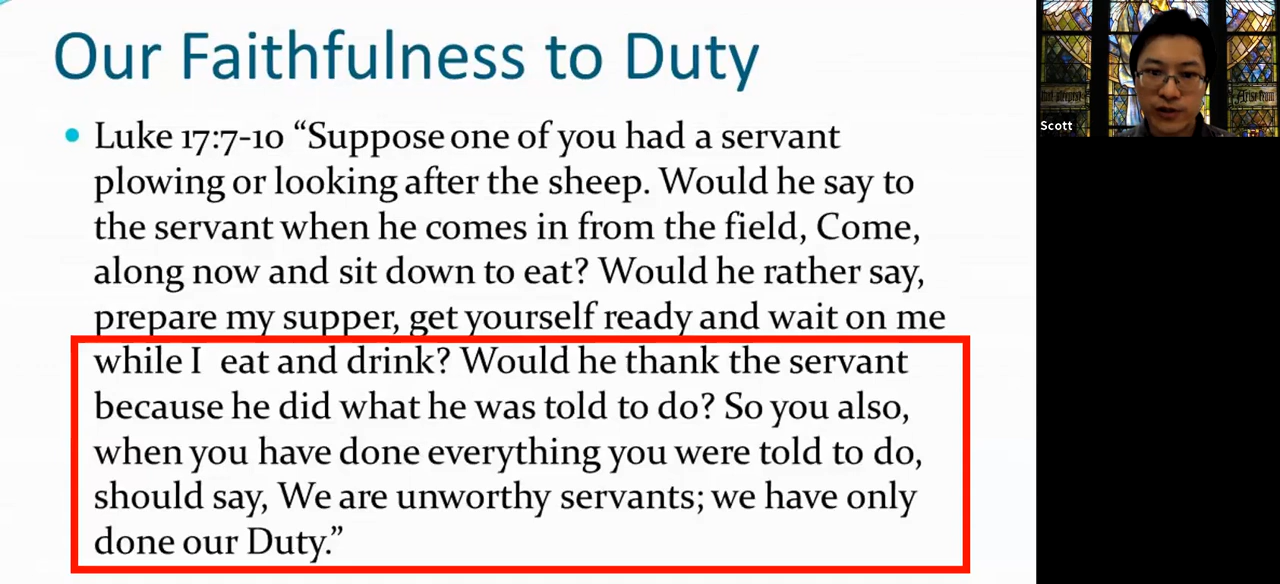 Our Faithfulness to Duty
Luke 17:7-10 “Suppose one of you had a servant
plowing or looking after the sheep. Would he say to
the servant when he comes in from the field, Come,
along now and sit down to eat? Would he rather say,
prepare my supper, get yourself ready and wait on me
while I eat and drink? Would he thank the servant
because he did what he was told to do? So you also,
when you have done everything you were told to do,
should say, We are unworthy servants; we have only
done our Duty.”
Scott